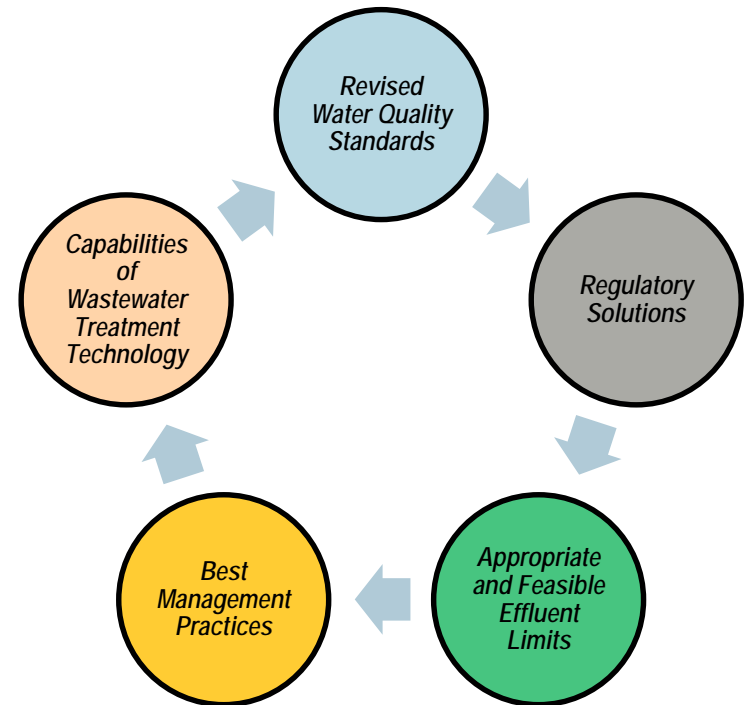 Revised
Water Quality
Standards
Regulatory
Solutions
Appropriate
and Feasible
Effluent
Limits
Best
Management
Practices
Capabilities
of
Wastewater
Treatment
Technology